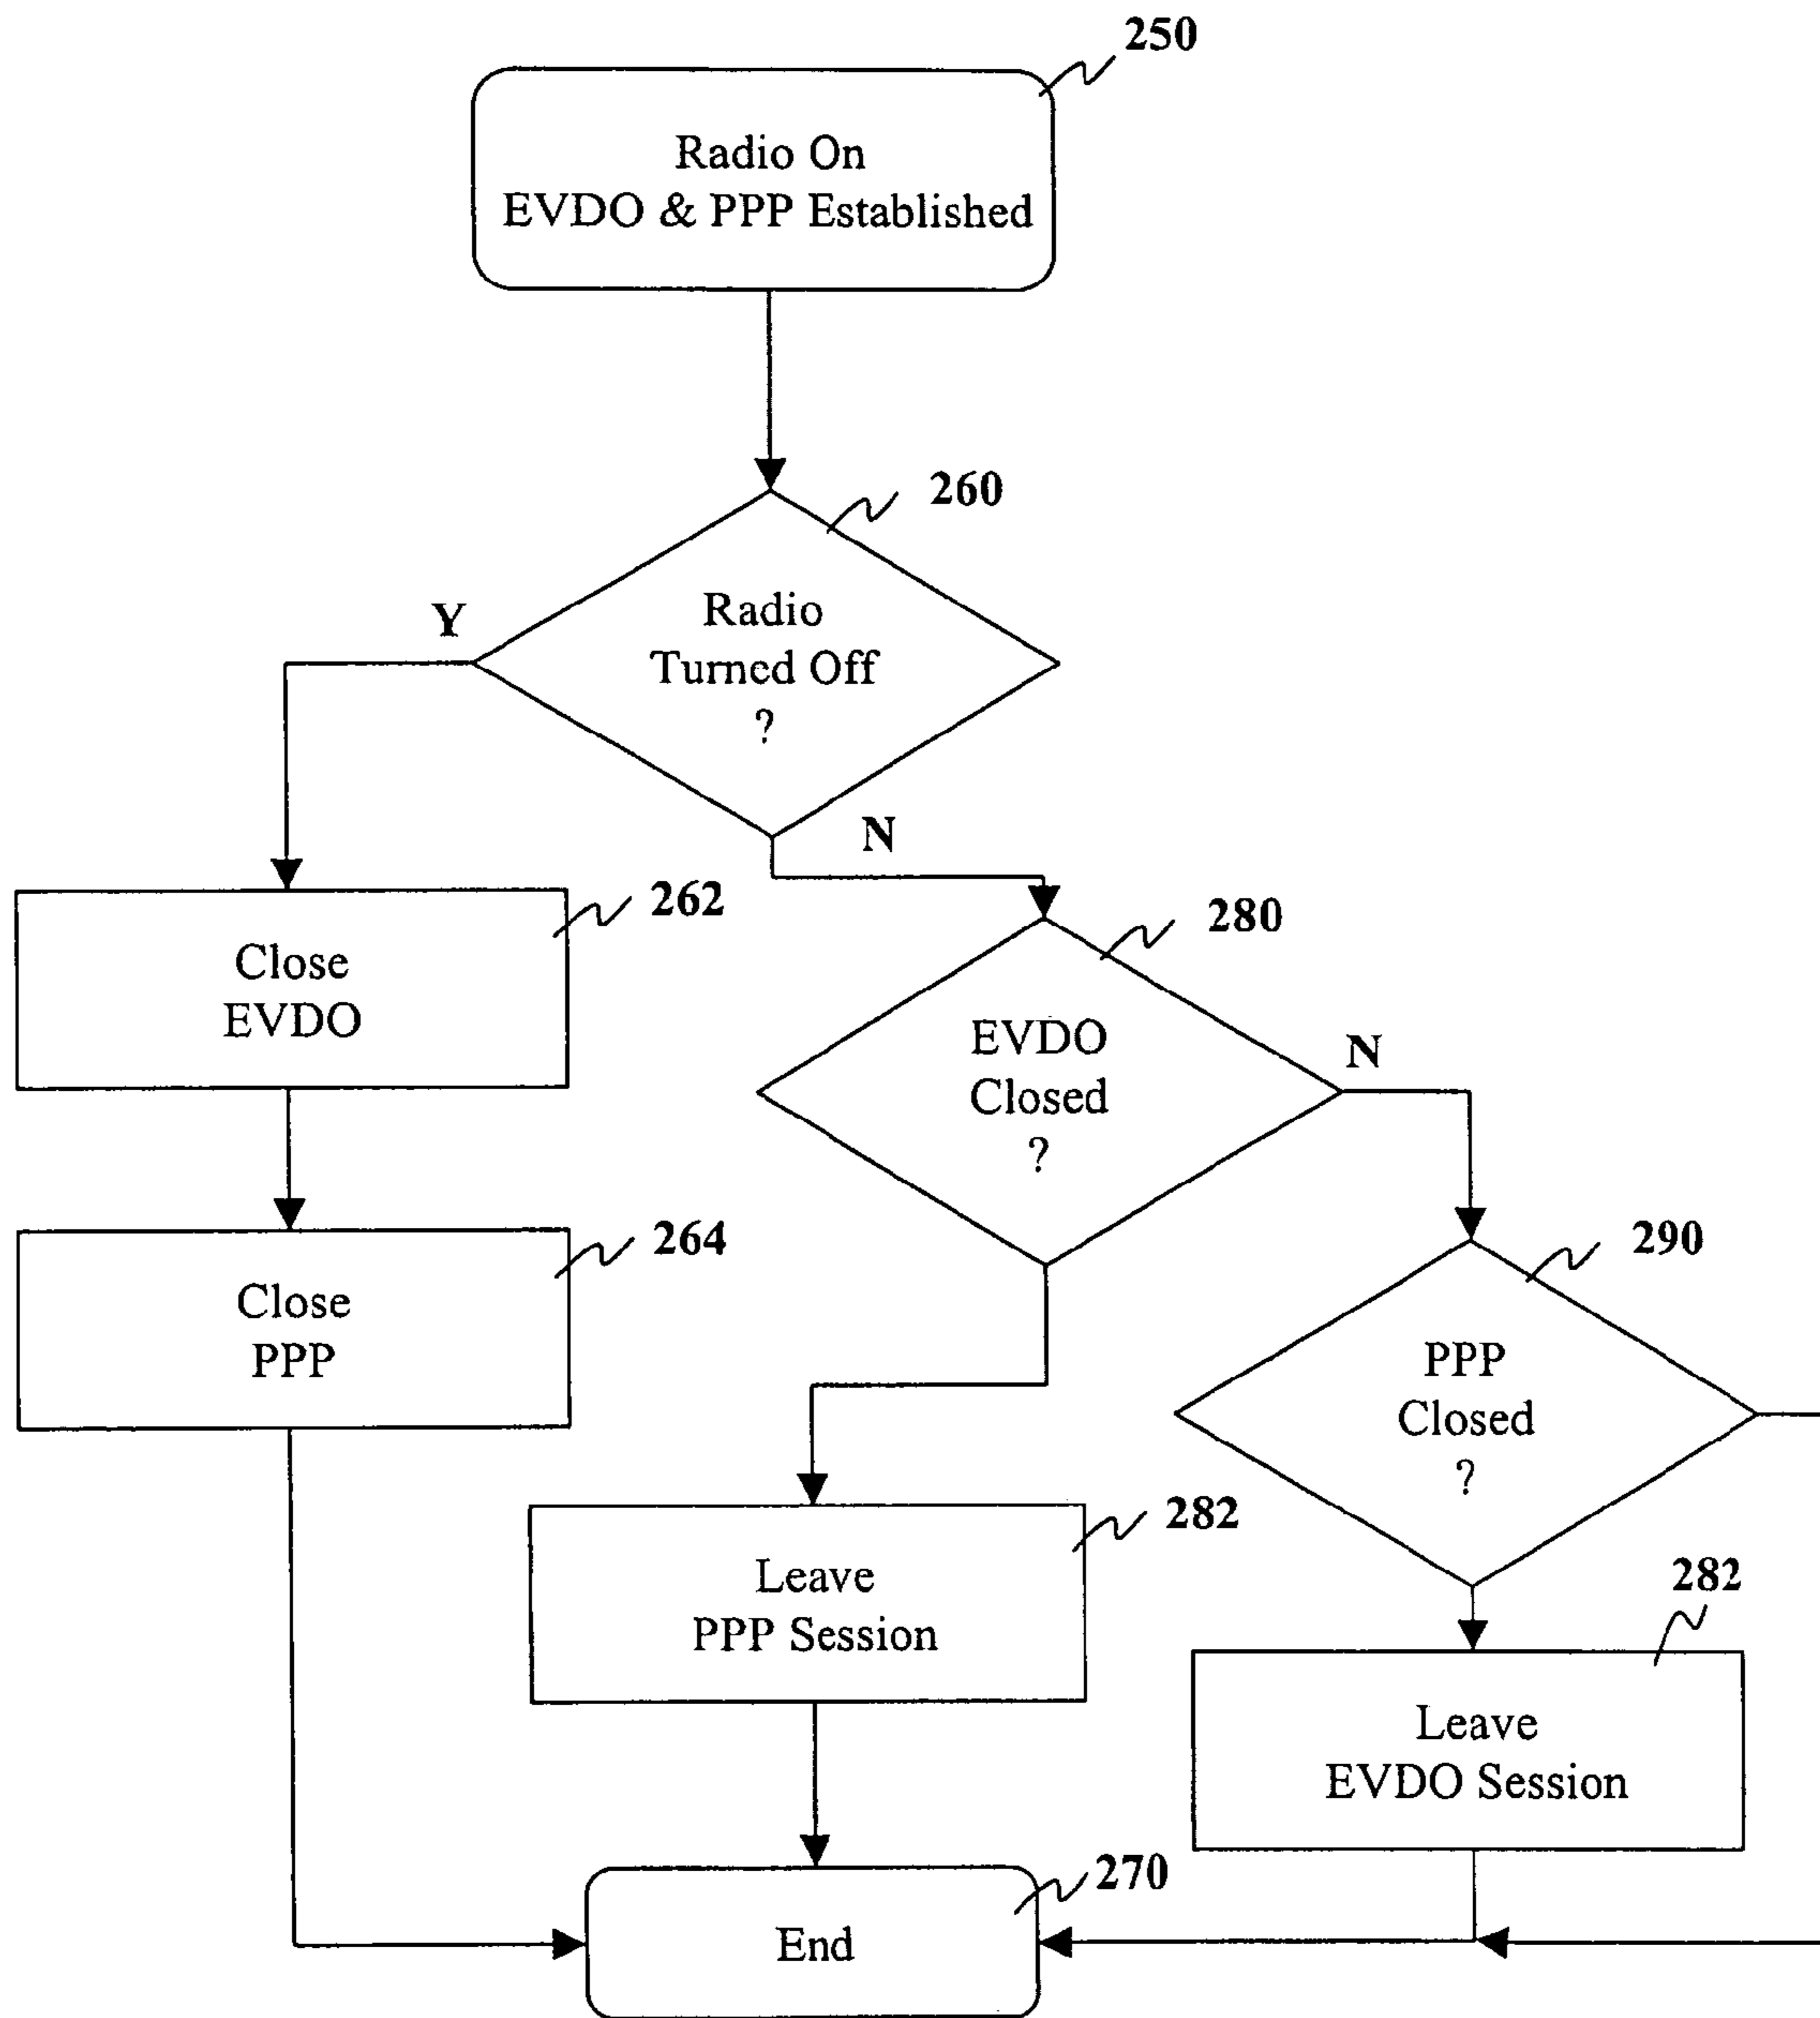 250
Radio On
EVDO & PPP Established
260
Radio
Turned Off
?
Y
N
262
Close
EVDO
280
EVDO
Closed
?
N
264
Close
PPP
290
PPP
Closed
?
282
Leave
PPP Session
282
Leave
EVDO Session
270
End